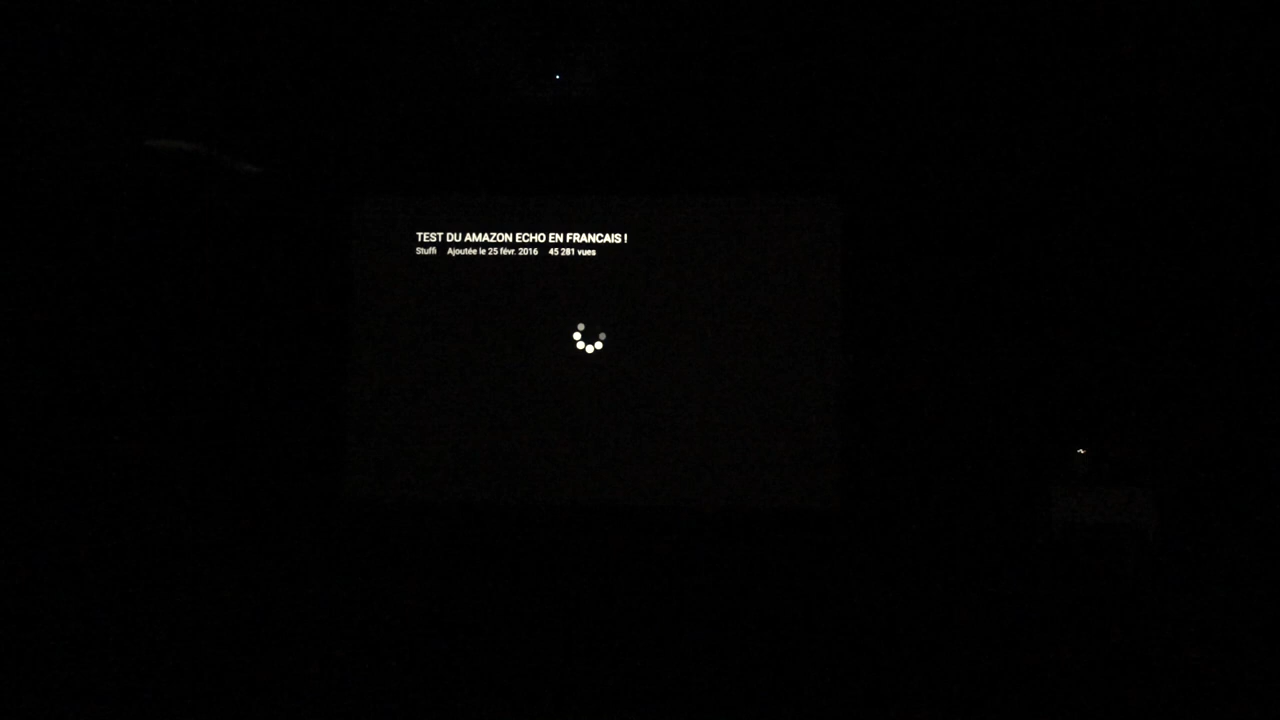 TEST DU AMAZON ECHO EN FRANCAIS !
Stuffi Ajoutée le 25 févr. 2016 45 281 vues